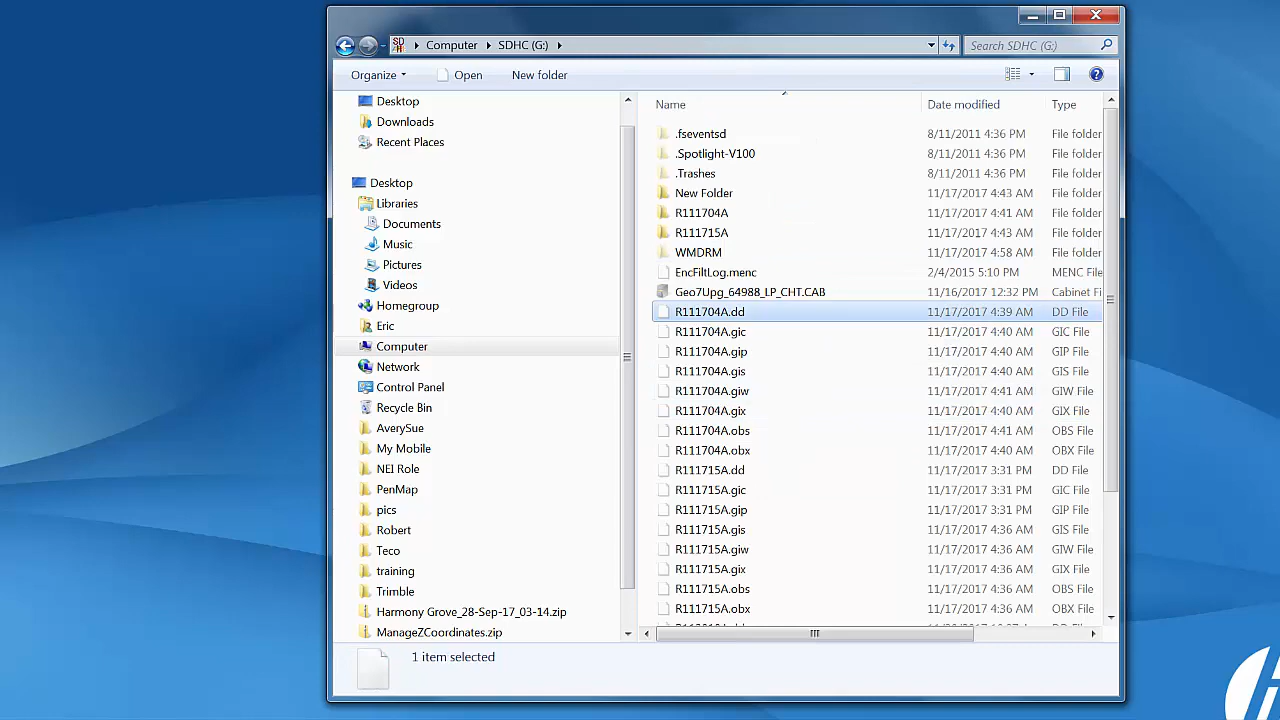 Computer SDHC (G:) Search SDHC (G:)
Organize Open New folder
Desktop
Downloads
Recent Places
Desktop
Libraries
Documents
Music
Pictures
Videos
Homegroup
Eric
Computer
Network
Control Panel
Recycle Bin
AverySue
My Mobile
NEI Role
PenMap
pics
Robert
Teco
training
Trimble
Harmony Grove_28-Sep-17_03-14.zip
ManageZCoordinates.zip
Name Date modified Type
.fseventsd 8/11/2011 4:36 PM File folder
.Spotlight-V100 8/11/2011 4:36 PM File folder
.Trashes 8/11/2011 4:36 PM File folder
New Folder 11/17/2017 4:43 AM File folder
R111704A 11/17/2017 4:41 AM File folder
R111715A 11/17/2017 4:43 AM File folder
WMDRM 11/17/2017 4:58 AM File folder
EncFiltLog.menc 2/4/2015 5:10 PM MENC File
Geo7Upg_64988_LP_CHT.CAB 11/16/2017 12:32 PM Cabinet Fi
R111704A.dd 11/17/2017 4:39 AM DD File
R111704A.gic 11/17/2017 4:40 AM GIC File
R111704A.gip 11/17/2017 4:40 AM GIP File
R111704A.gis 11/17/2017 4:40 AM GIS File
R111704A.giw 11/17/2017 4:41 AM GIW File
R111704A.gix 11/17/2017 4:40 AM GIX File
R111704A.obs 11/17/2017 4:41 AM OBS File
R111704A.obx 11/17/2017 4:40 AM OBX File
R111715A.dd 11/17/2017 3:31 PM DD File
R111715A.gic 11/17/2017 3:31 PM GIC File
R111715A.gip 11/17/2017 3:31 PM GIP File
R111715A.gis 11/17/2017 4:36 AM GIS File
R111715A.giw 11/17/2017 4:36 AM GIW File
R111715A.gix 11/17/2017 4:36 AM GIX File
R111715A.obs 11/17/2017 4:36 AM OBS File
R111715A.obx 11/17/2017 4:36 AM OBX File
1 item selected